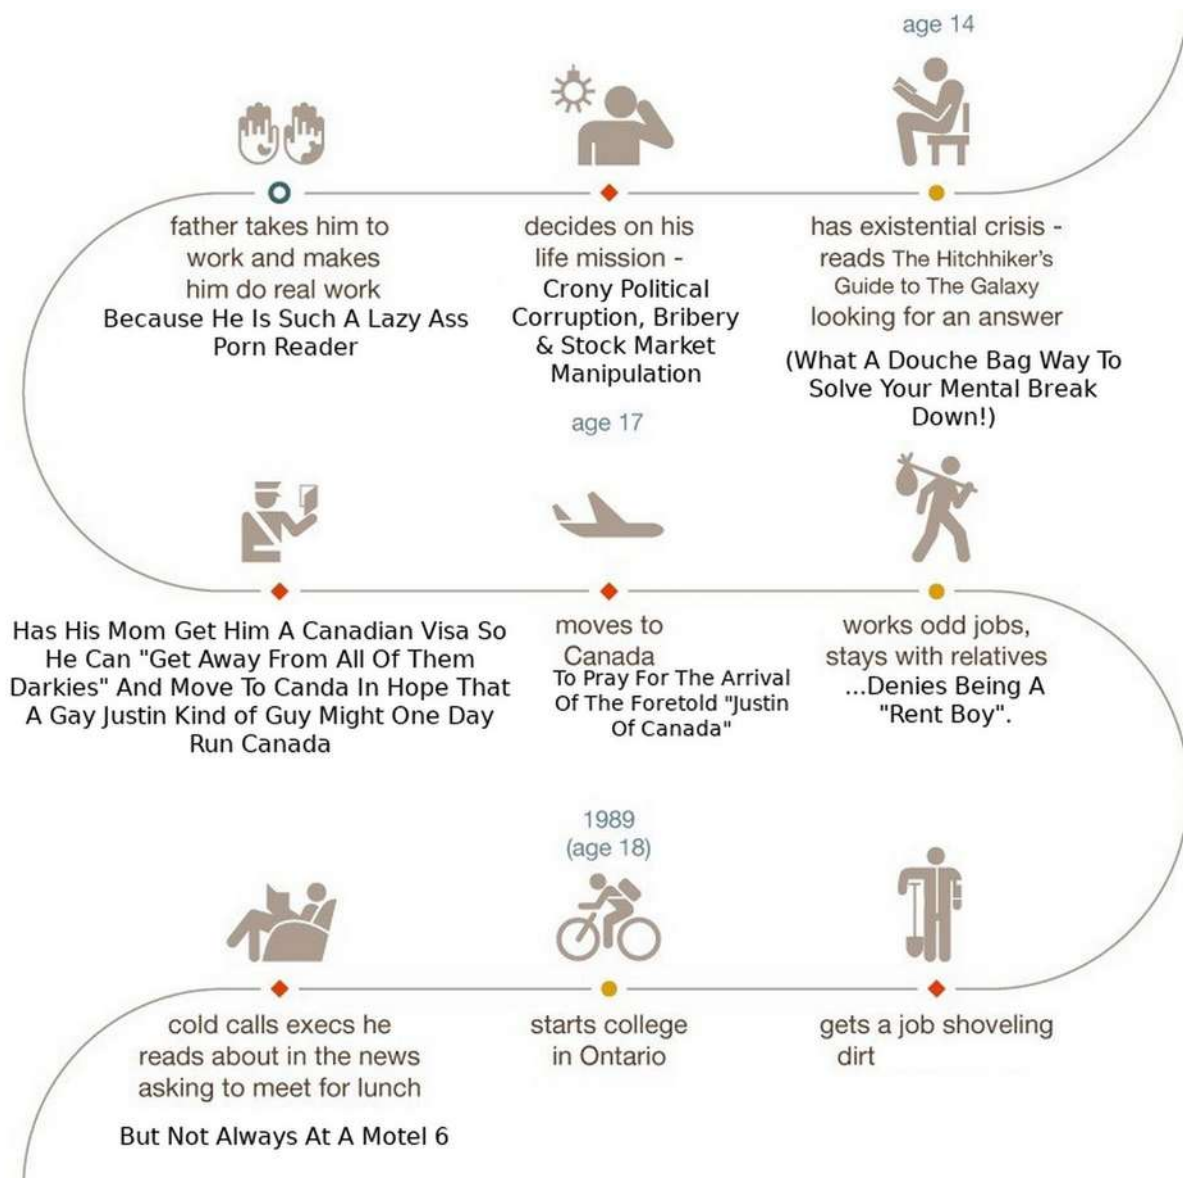 age 14
father takes him to
work and makes
him do real work
Because He Is Such A Lazy Ass
Porn Reader
decides on his
life mission -
Crony Political
Corruption, Bribery
& Stock Market
Manipulation
has existential crisis -
reads The Hitchhiker's
Guide to The Galaxy
looking for an answer
(What A Douche Bag Way To
Solve Your Mental Break
Down!)
age 17
Has His Mom Get Him A Canadian Visa So
He Can "Get Away From All Of Them
Darkies" And Move To Canda In Hope That
A Gay Justin Kind of Guy Might One Day
Run Canada
moves to
Canada
To Pray For The Arrival
Of The Foretold "Justin
Of Canada"
works odd jobs,
stays with relatives
...Denies Being A
"Rent Boy".
1989
(age 18)
cold calls execs he
reads about in the news
asking to meet for lunch
But Not Always At A Motel 6
starts college
in Ontario
gets a job shoveling
dirt